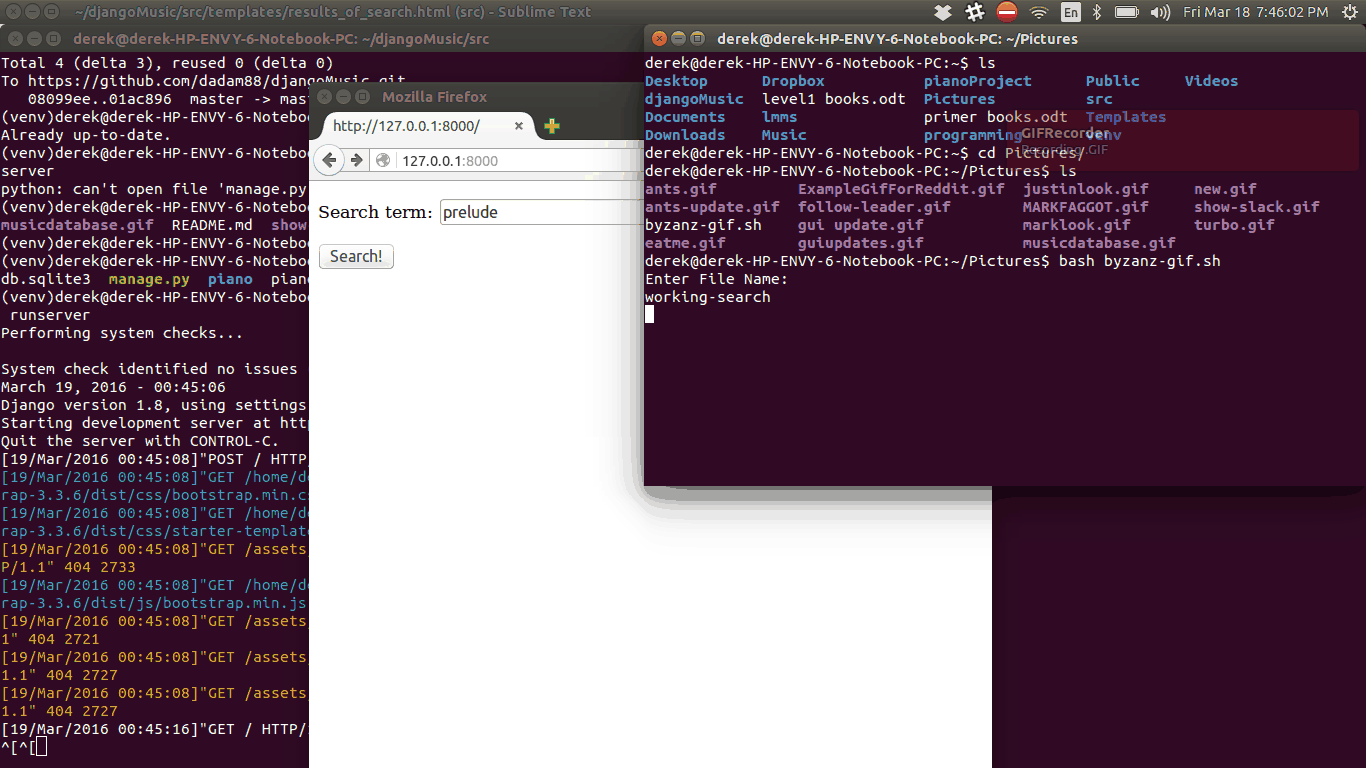 ~/djangoMusic/src/templates/results_of_search.html (src) - Sublime Text
En
Fri Mar 18 7:46:02 PM
derek@derek-HP-ENVY-6-Notebook-PC: ~/djangoMusic/src
Total 4 (delta 3), reused 0 (delta 0)
To https://github.com/dadam88/djangoMusic.git
08099ee..01ac896 master -> mas
(venv)derek@derek-HP-ENVY-6-Notebo
Already up-to-date.
(venv)derek@derek-HP-ENVY-6-Notebo
server
python: can't open file 'manage.py
(venv)derek@derek-HP-ENVY-6-Notebo
musicdatabase.gif README.md show
(venv)derek@derek-HP-ENVY-6-Notebo
(venv)derek@derek-HP-ENVY-6-Notebo
db.sqlite3 manage.py piano pian
(venv)derek@derek-HP-ENVY-6-Notebo
runserver
Performing system checks...
System check identified no issues
March 19, 2016 - 00:45:06
Django version 1.8, using settings
Starting development server at htt
Quit the server with CONTROL-C.
[19/Mar/2016 00:45:08]"POST / HTTP
[19/Mar/2016 00:45:08]"GET /home/de
rap-3.3.6/dist/css/bootstrap.min.cs
[19/Mar/2016 00:45:08]"GET /home/de
rap-3.3.6/dist/css/starter-template
[19/Mar/2016 00:45:08]"GET /assets
P/1.1" 404 2733
[19/Mar/2016 00:45:08]"GET /home/de
rap-3.3.6/dist/js/bootstrap.min.js
[19/Mar/2016 00:45:08]"GET /assets
1" 404 2721
[19/Mar/2016 00:45:08]"GET /assets
1.1" 404 2727
[19/Mar/2016 00:45:08]"GET /assets
1.1" 404 2727
[19/Mar/2016 00:45:16]"GET / HTTP/
^[^[
Mozilla Firefox
http://127.0.0.1:8000/
127.0.0.1:8000
Search term: prelude
Search!
derek@derek-HP-ENVY-6-Notebook-PC: ~/Pictures
derek@derek-HP-ENVY-6-Notebook-PC:~$ ls
Desktop Dropbox pianoProject Public Videos
djangoMusic level1 books.odt Pictures src
Documents lmms primer books.odt Templates
Downloads Music programming venv
GIFRecorder
Recording .GIF
derek@derek-HP-ENVY-6-Notebook-PC:~$ cd Pictures/
derek@derek-HP-ENVY-6-Notebook-PC:~/Pictures$ ls
ants.gif ExampleGifForReddit.gif justinlook.gif new.gif
ants-update.gif follow-leader.gif MARKFAGGOT.gif show-slack.gif
byzanz-gif.sh gui update.gif marklook.gif turbo.gif
eatme.gif guiupdates.gif musicdatabase.gif
derek@derek-HP-ENVY-6-Notebook-PC:~/Pictures$ bash byzanz-gif.sh
Enter File Name:
working-search